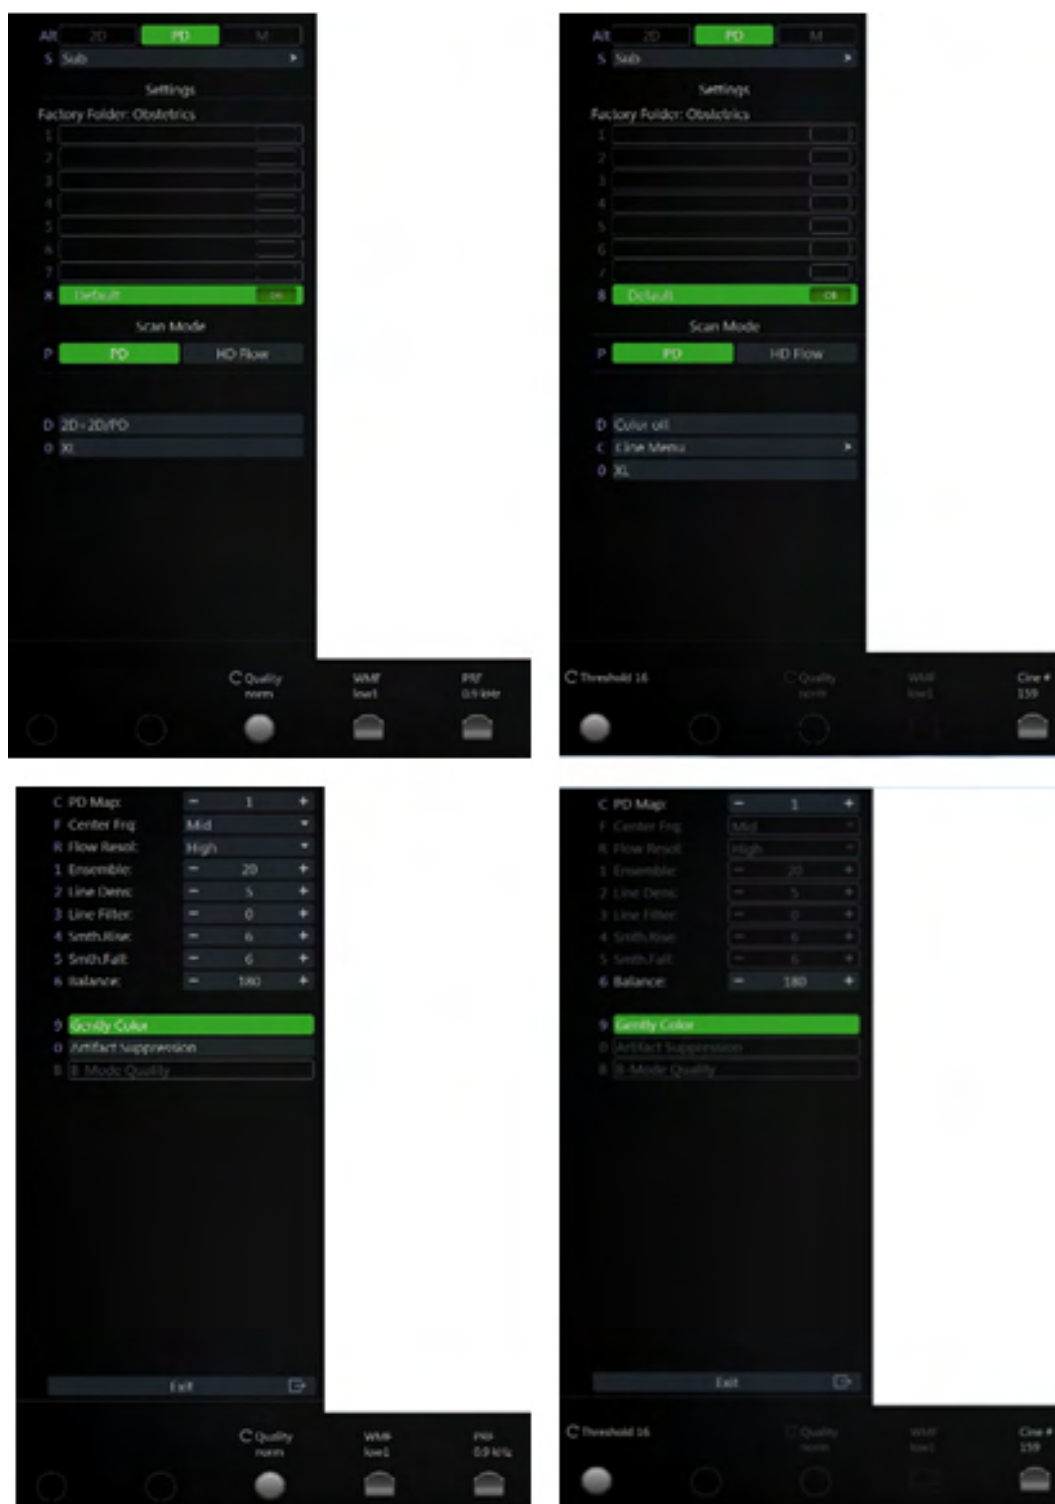 Alt 2D PD M
S Sub
Settings
Factory Folder: Obstetrics
1
2
3
4
5
6
7
8 Default
Scan Mode
P PD HD Flow
D 2D+2D/PD
0 XL
C Quality norm
WMF low1
PRF 0.9 kHz
Alt 2D PD M
S Sub
Settings
Factory Folder: Obstetrics
1
2
3
4
5
6
7
8 Default
Scan Mode
P PD HD Flow
D Color off
C Cine Menu
0 XL
C Threshold 16
C Quality norm
WMF low1
Cine # 159
C PD Map: - 1 +
F Center Frq: Mid
R Flow Resol: High
1 Ensemble: - 20 +
2 Line Dens: - 5 +
3 Line Filter: - 0 +
4 Smth.Rise: - 6 +
5 Smth.Fall: - 6 +
6 Balance: - 180 +
9 Gently Color
0 Artifact Suppression
B B-Mode Quality
Exit
C Quality norm
WMF low1
PRF 0.9 kHz
C PD Map: - 1 +
F Center Frq: Mid
R Flow Resol: High
1 Ensemble: - 20 +
2 Line Dens: - 5 +
3 Line Filter: - 0 +
4 Smth.Rise: - 6 +
5 Smth.Fall: - 6 +
6 Balance: - 180 +
9 Gently Color
0 Artifact Suppression
B B-Mode Quality
Exit
C Threshold 16
C Quality norm
WMF low1
Cine # 159